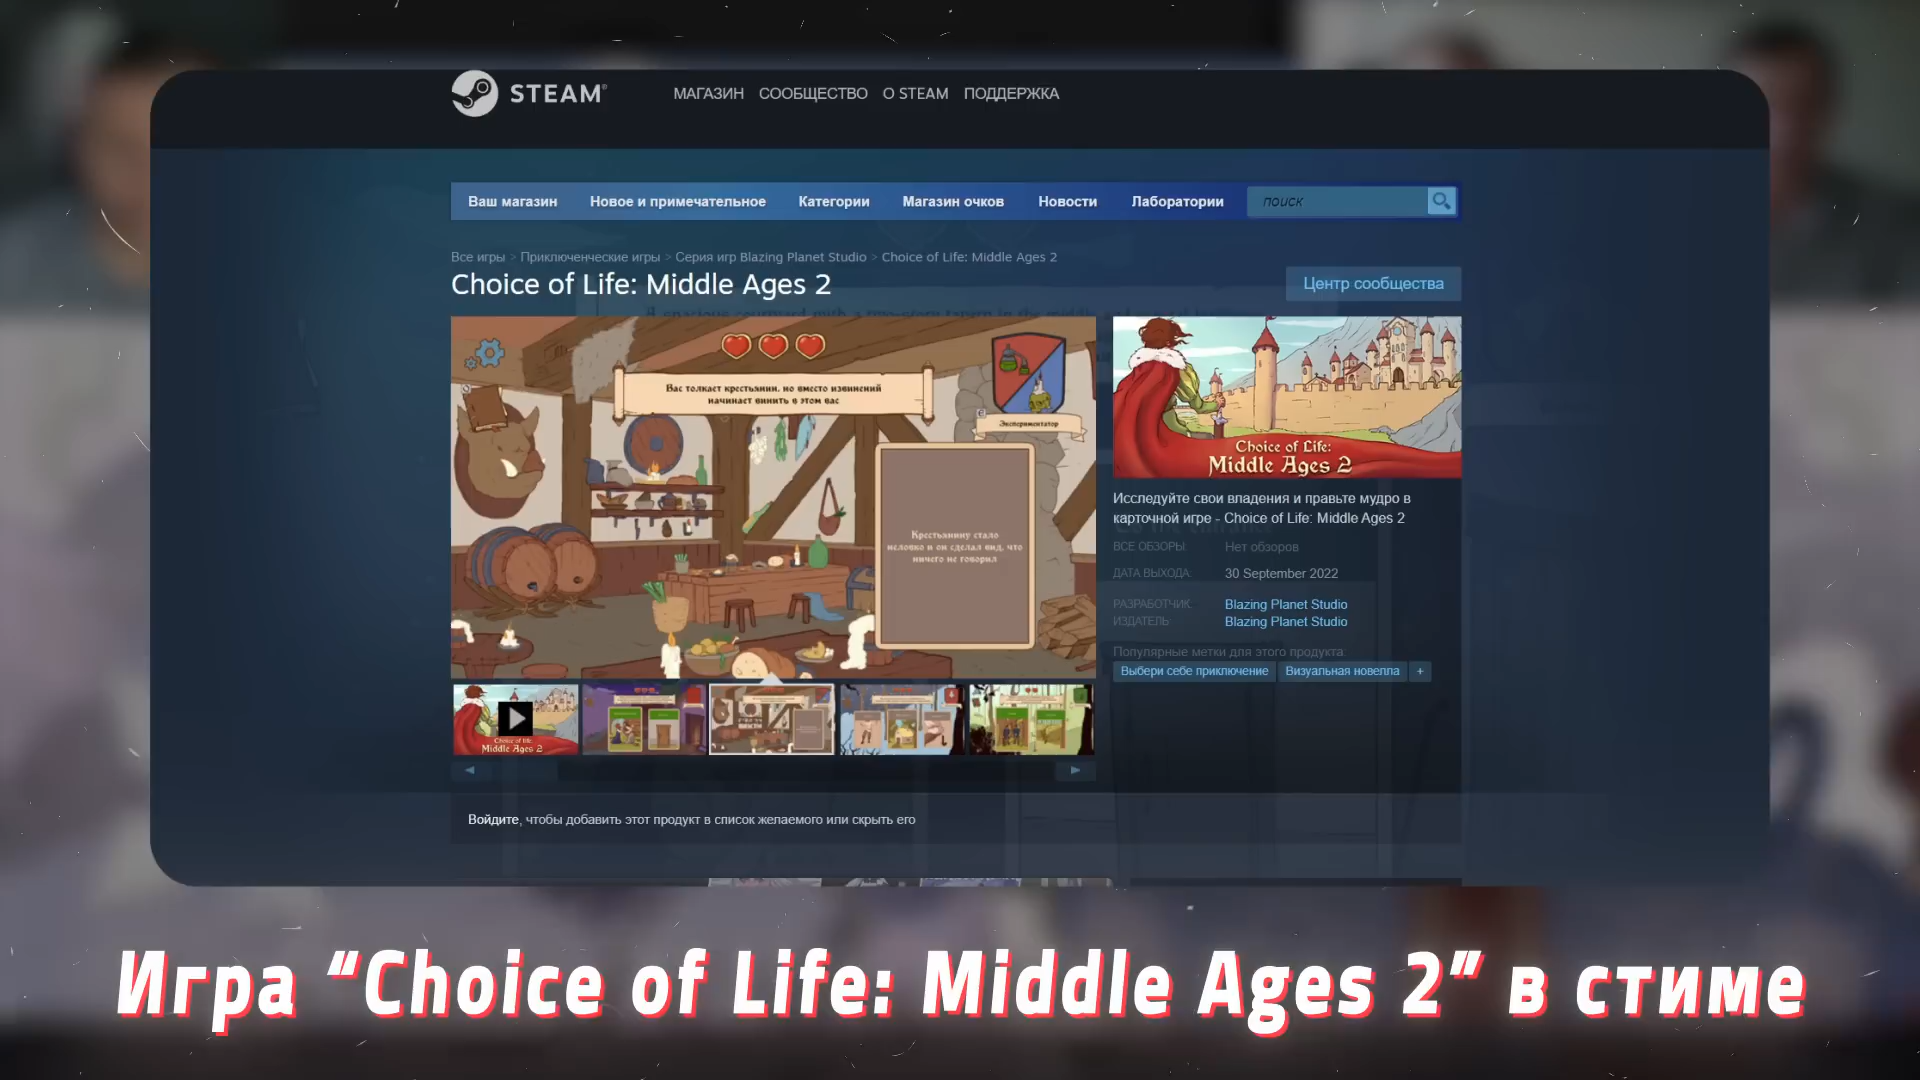 STEAM®
МАГАЗИН СООБЩЕСТВО О STEAM ПОДДЕРЖКА
Ваш магазин Новое и примечательное Категории Магазин очков Новости Лаборатории поиск
Все игры > Приключенческие игры > Серия игр Blazing Planet Studio > Choice of Life: Middle Ages 2
Choice of Life: Middle Ages 2
Центр сообщества
Вас толкает крестьянин, но вместо извинений
начинает винить в этом вас
Экспериментатор
Крестьянину стало
неловко и он сделал вид, что
ничего не говорил
Choice of Life:
Middle Ages 2
Исследуйте свои владения и правьте мудро в
карточной игре - Choice of Life: Middle Ages 2
ВСЕ ОБЗОРЫ: Нет обзоров
ДАТА ВЫХОДА: 30 September 2022
РАЗРАБОТЧИК: Blazing Planet Studio
ИЗДАТЕЛЬ: Blazing Planet Studio
Популярные метки для этого продукта:
Выбери себе приключение Визуальная новелла +
Choice of life:
Middle Ages 2
Войдите, чтобы добавить этот продукт в список желаемого или скрыть его
Игра “Choice of Life: Middle Ages 2” в стиме